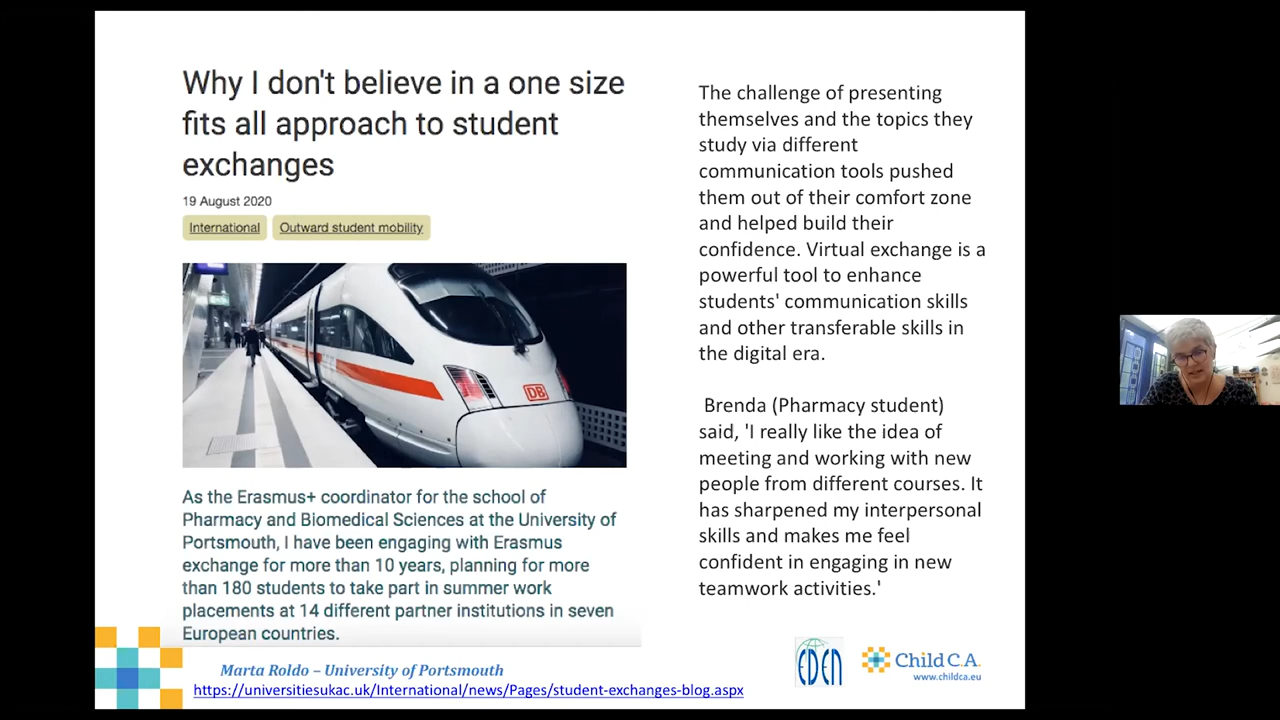 Why I don't believe in a one size
fits all approach to student
exchanges
19 August 2020
International
Outward student mobility
DB
As the Erasmus+ coordinator for the school of
Pharmacy and Biomedical Sciences at the University of
Portsmouth, I have been engaging with Erasmus
exchange for more than 10 years, planning for more
than 180 students to take part in summer work
placements at 14 different partner institutions in seven
European countries.
Marta Roldo – University of Portsmouth
https://universitiesukac.uk/International/news/Pages/student-exchanges-blog.aspx
The challenge of presenting
themselves and the topics they
study via different
communication tools pushed
them out of their comfort zone
and helped build their
confidence. Virtual exchange is a
powerful tool to enhance
students' communication skills
and other transferable skills in
the digital era.
Brenda (Pharmacy student)
said, 'I really like the idea of
meeting and working with new
people from different courses. It
has sharpened my interpersonal
skills and makes me feel
confident in engaging in new
teamwork activities.'
EDEN
Child C.A.
www.childca.eu